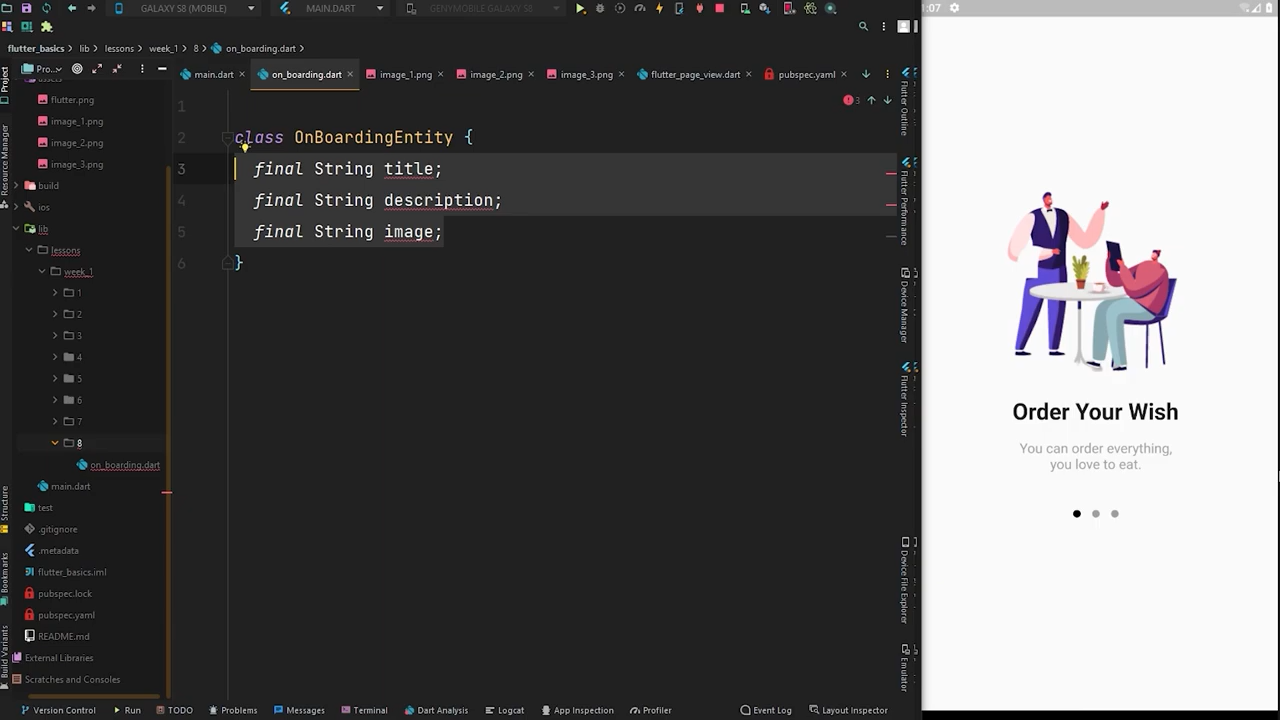 GALAXY S8 (MOBILE)
MAIN.DART
GENYMOBILE GALAXY S8
1:07
flutter_basics
lib
lessons
week_1
8
on_boarding.dart
Pro...
main.dart
on_boarding.dart
image_1.png
image_2.png
image_3.png
flutter_page_view.dart
pubspec.yaml
Project
Resource Manager
Structure
Bookmarks
Build Variants
flutter.png
image_1.png
image_2.png
image_3.png
build
ios
lib
lessons
week_1
1
2
3
4
5
6
7
8
on_boarding.dart
main.dart
test
.gitignore
.metadata
flutter_basics.iml
pubspec.lock
pubspec.yaml
README.md
External Libraries
Scratches and Consoles
3
1
2 class OnBoardingEntity {
3 final String title;
4 final String description;
5 final String image;
6 }
Flutter Outline
Flutter Performance
Device Manager
Flutter Inspector
Device File Explorer
Emulator
Order Your Wish
You can order everything,
you love to eat.
Version Control
Run
TODO
Problems
Messages
Terminal
Dart Analysis
Logcat
App Inspection
Profiler
Event Log
Layout Inspector